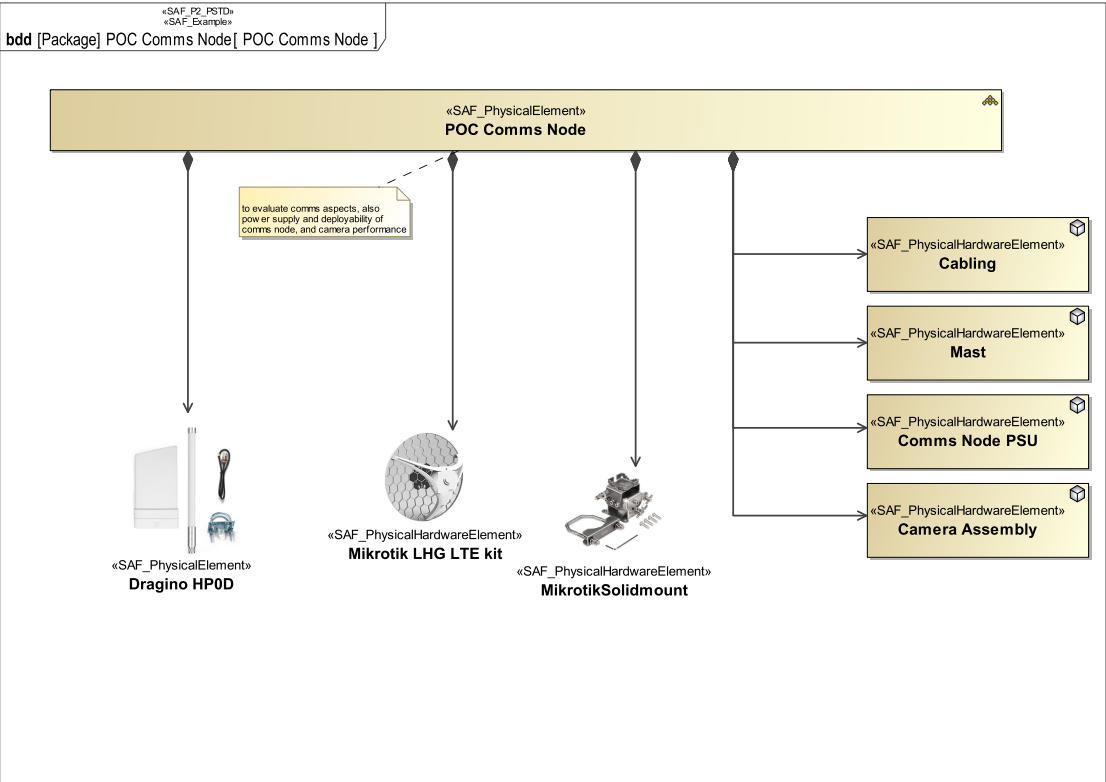 «SAF_P2_PSTD»
«SAF_Example»
bdd [Package] POC Comms Node[ POC Comms Node ]
«SAF_PhysicalElement»
POC Comms Node
to evaluate comms aspects, also
power supply and deployability of
comms node, and camera performance
«SAF_PhysicalHardwareElement»
Cabling
«SAF_PhysicalHardwareElement»
Mast
«SAF_PhysicalHardwareElement»
Comms Node PSU
«SAF_PhysicalHardwareElement»
Camera Assembly
«SAF_PhysicalElement»
Dragino HP0D
«SAF_PhysicalHardwareElement»
Mikrotik LHG LTE kit
«SAF_PhysicalHardwareElement»
MikrotikSolidmount